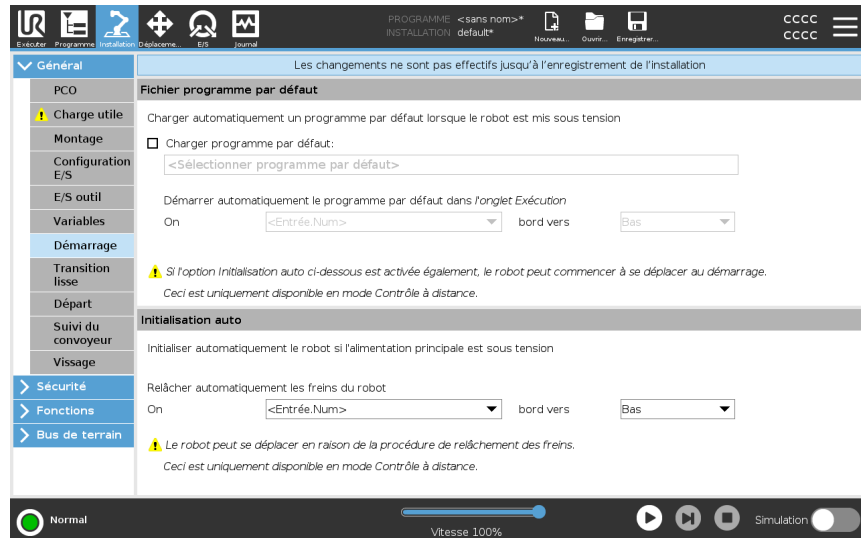 PROGRAMME <sans nom>*
INSTALLATION default*
cccc
cccc
Exécuter Programme Installation Déplaceme... E/S Journal Nouveau... Ouvrir... Enregistrer...
Général
Les changements ne sont pas effectifs jusqu'à l'enregistrement de l'installation
PCO
Charge utile
Montage
Configuration
E/S
E/S outil
Variables
Démarrage
Transition
lisse
Départ
Suivi du
convoyeur
Vissage
Sécurité
Fonctions
Bus de terrain
Fichier programme par défaut
Charger automatiquement un programme par défaut lorsque le robot est mis sous tension
Charger programme par défaut:
<Sélectionner programme par défaut>
Démarrer automatiquement le programme par défaut dans l'onglet Exécution
On <Entrée.Num> bord vers Bas
Si l'option Initialisation auto ci-dessous est activée également, le robot peut commencer à se déplacer au démarrage.
Ceci est uniquement disponible en mode Contrôle à distance.
Initialisation auto
Initialiser automatiquement le robot si l'alimentation principale est sous tension
Relâcher automatiquement les freins du robot
On <Entrée.Num> bord vers Bas
Le robot peut se déplacer en raison de la procédure de relâchement des freins.
Ceci est uniquement disponible en mode Contrôle à distance.
Normal
Vitesse 100%
Simulation